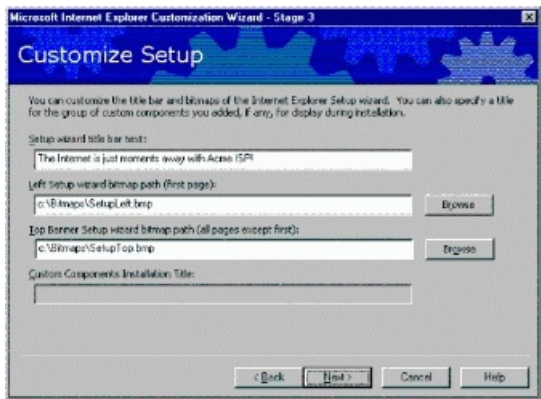 Microsoft Internet Explorer Customization Wizard - Stage 3
Customize Setup
You can customize the title bar and bitmaps of the Internet Explorer Setup wizard. You can also specify a title
for the group of custom components you added, if any, for display during installation.
Setup wizard title bar text:
The Internet is just moments away with Acme ISP!
Left Setup wizard bitmap path (first page):
c:\Bitmaps\SetupLeft.bmp
Browse
Top Banner Setup wizard bitmap path (all pages except first):
c:\Bitmaps\SetupTop.bmp
Browse
Custom Components Installation Title:
< Back
Next >
Cancel
Help